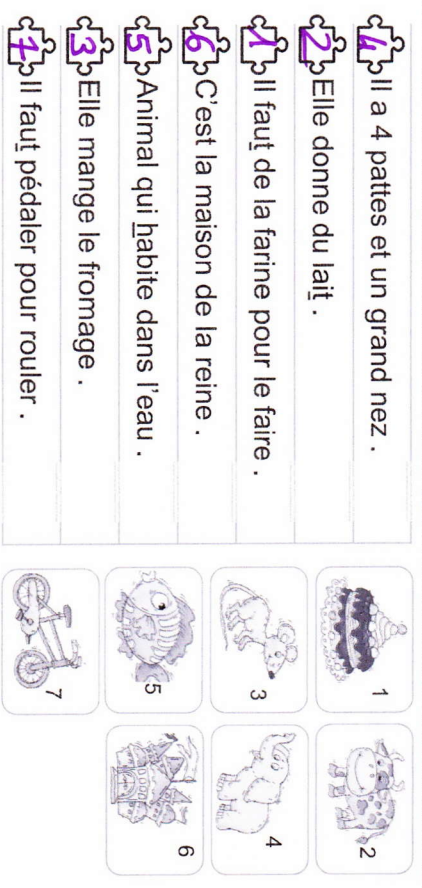 4 Il a 4 pattes et un grand nez .
2 Elle donne du lait .
1 Il faut de la farine pour le faire .
6 C'est la maison de la reine .
5 Animal qui habite dans l'eau .
3 Elle mange le fromage .
7 Il faut pédaler pour rouler .
1
2
3
4
5
6
7